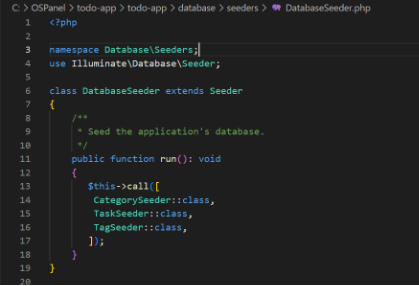 C: > OSPanel > todo-app > todo-app > database > seeders > DatabaseSeeder.php
1 <?php
2
3 namespace Database\Seeders;
4 use Illuminate\Database\Seeder;
5
6 class DatabaseSeeder extends Seeder
7 {
8 /**
9 * Seed the application's database.
10 */
11 public function run(): void
12 {
13 $this->call([
14 CategorySeeder::class,
15 TaskSeeder::class,
16 TagSeeder::class,
17 ]);
18 }
19 }
20